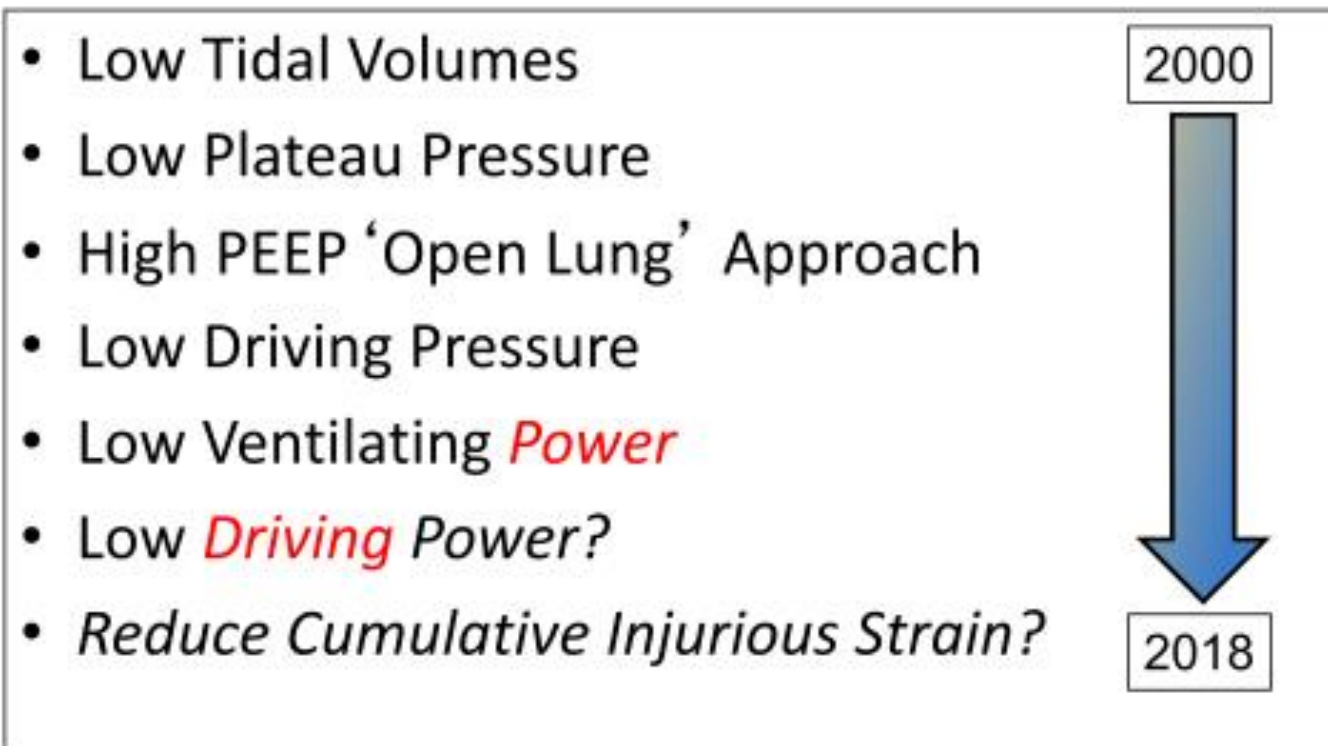 • Low Tidal Volumes
2000
• Low Plateau Pressure
• High PEEP ‘Open Lung’ Approach
• Low Driving Pressure
• Low Ventilating Power
• Low Driving Power?
• Reduce Cumulative Injurious Strain?
2018